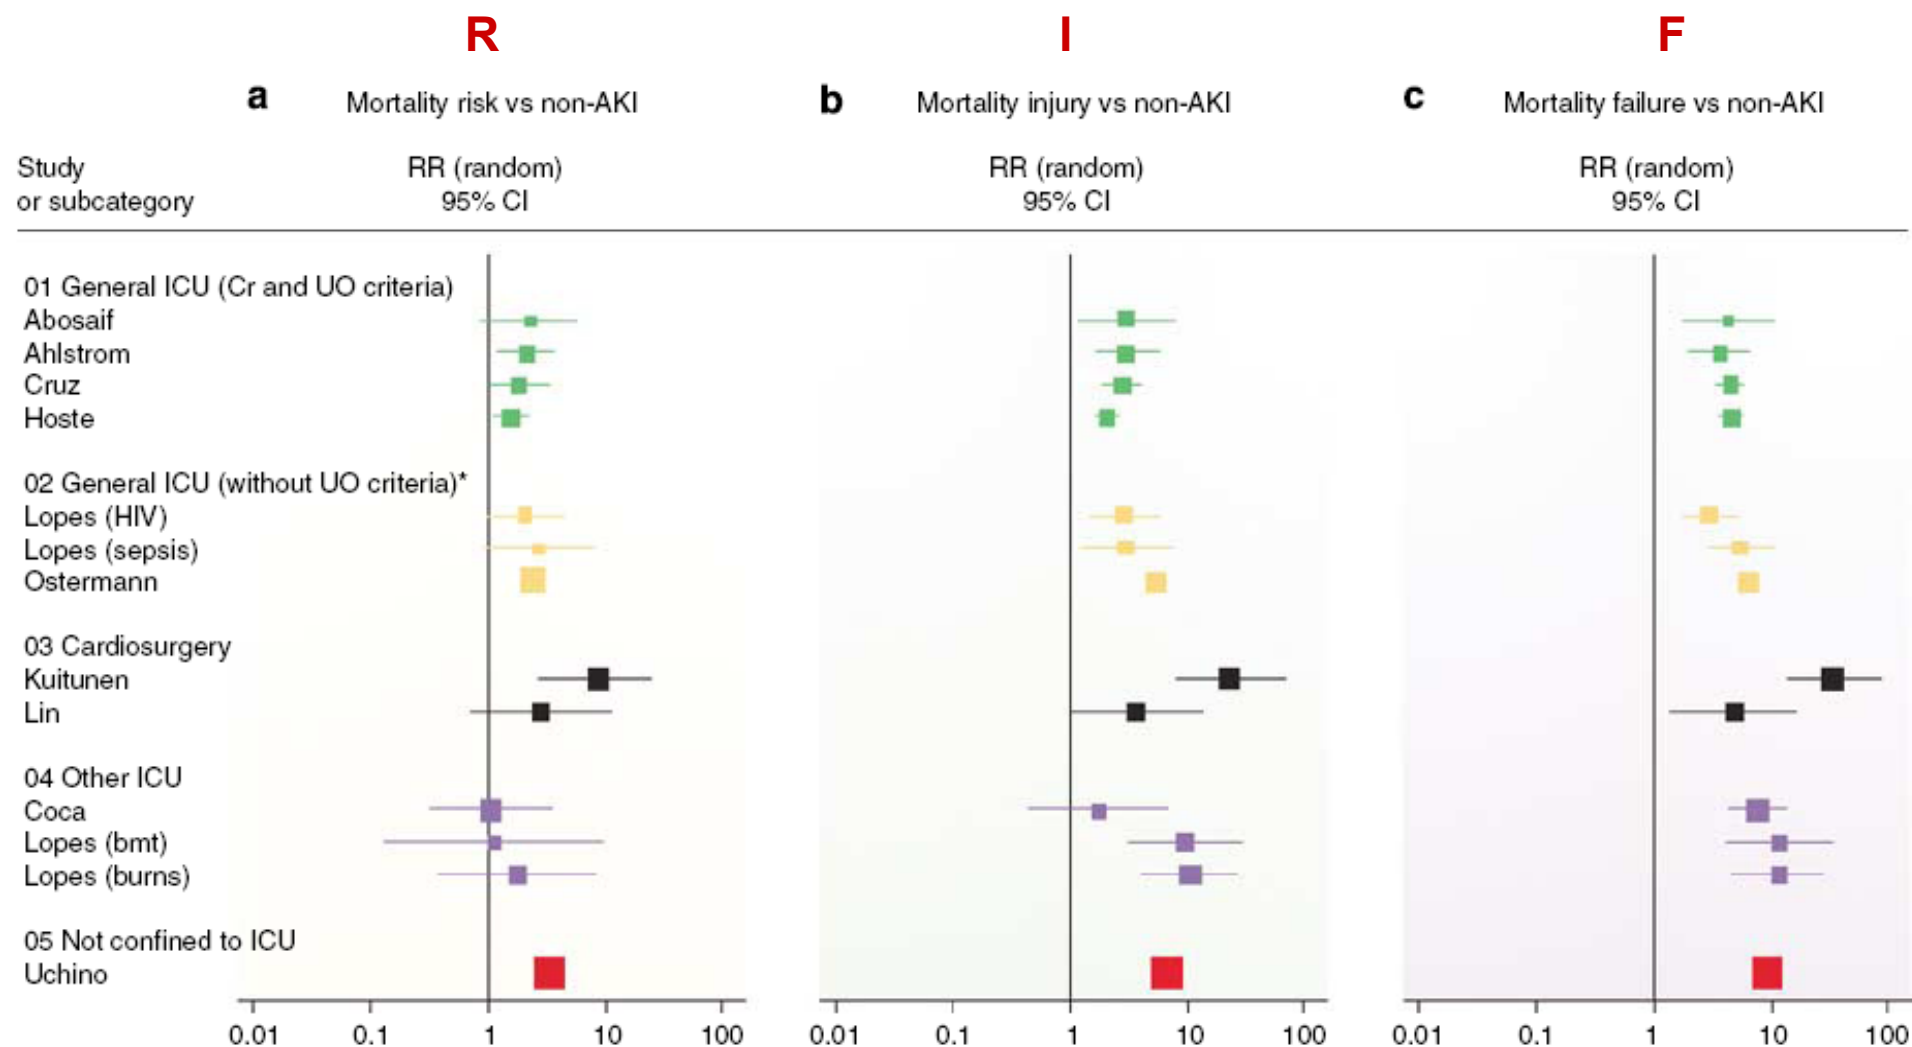 R I F
a Mortality risk vs non-AKI b Mortality injury vs non-AKI c Mortality failure vs non-AKI
Study RR (random) RR (random) RR (random)
or subcategory 95% CI 95% CI 95% CI
01 General ICU (Cr and UO criteria)
Abosaif
Ahlstrom
Cruz
Hoste
02 General ICU (without UO criteria)*
Lopes (HIV)
Lopes (sepsis)
Ostermann
03 Cardiosurgery
Kuitunen
Lin
04 Other ICU
Coca
Lopes (bmt)
Lopes (burns)
05 Not confined to ICU
Uchino
0.01 0.1 1 10 100 0.01 0.1 1 10 100 0.01 0.1 1 10 100